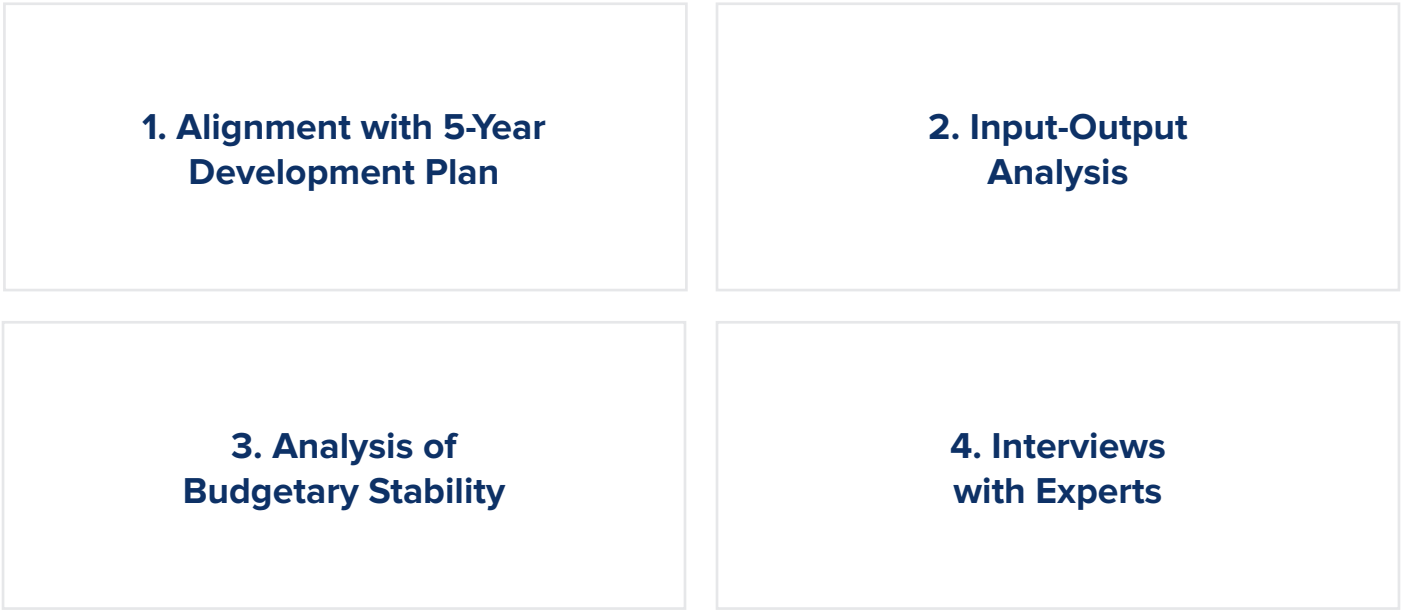 1. Alignment with 5-Year
Development Plan
2. Input-Output
Analysis
3. Analysis of
Budgetary Stability
4. Interviews
with Experts